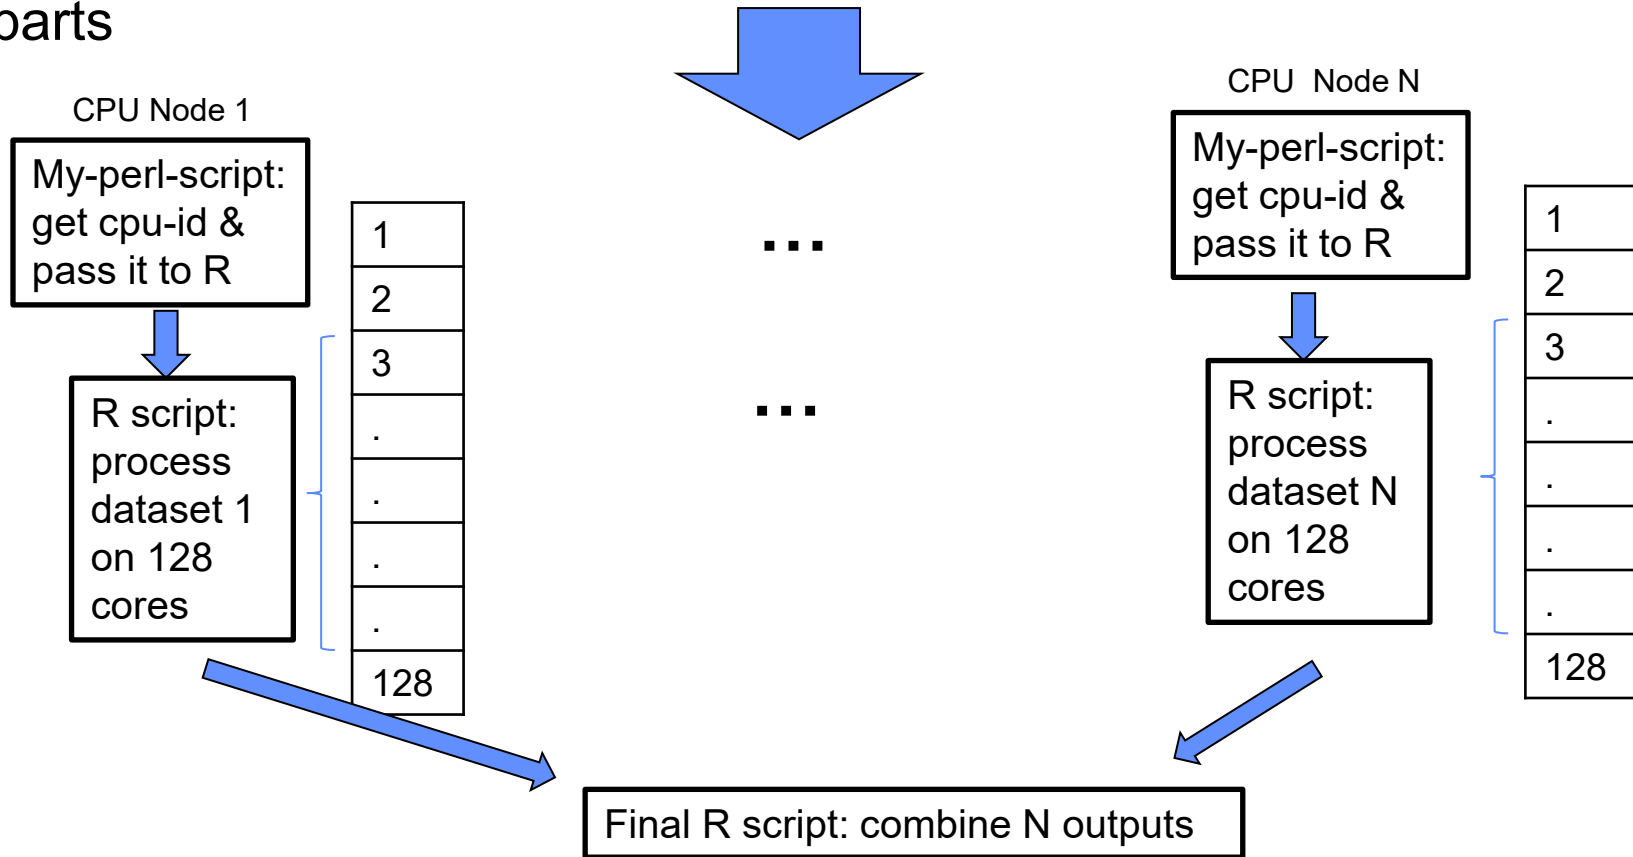 parts
CPU Node 1
My-perl-script:
get cpu-id &
pass it to R
R script:
process
dataset 1
on 128
cores
1
2
3
.
.
.
.
128
...
...
CPU Node N
My-perl-script:
get cpu-id &
pass it to R
R script:
process
dataset N
on 128
cores
1
2
3
.
.
.
.
128
Final R script: combine N outputs